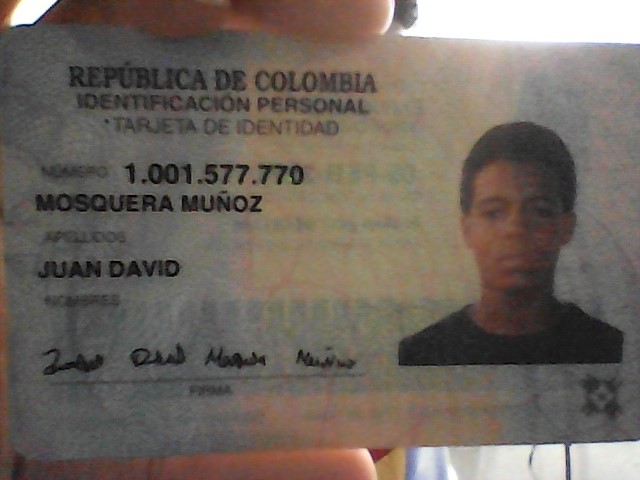 REPÚBLICA DE COLOMBIA
IDENTIFICACIÓN PERSONAL
TARJETA DE IDENTIDAD
NÚMERO 1.001.577.770
MOSQUERA MUÑOZ
APELLIDOS
JUAN DAVID
NOMBRES
Juan David Mosquera Muñoz
FIRMA